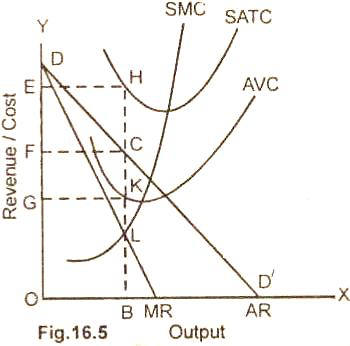 SMC
SATC
Y
D
E
H
AVC
F
C
K
G
L
Revenue / Cost
D'
O
X
B MR AR
Fig.16.5 Output